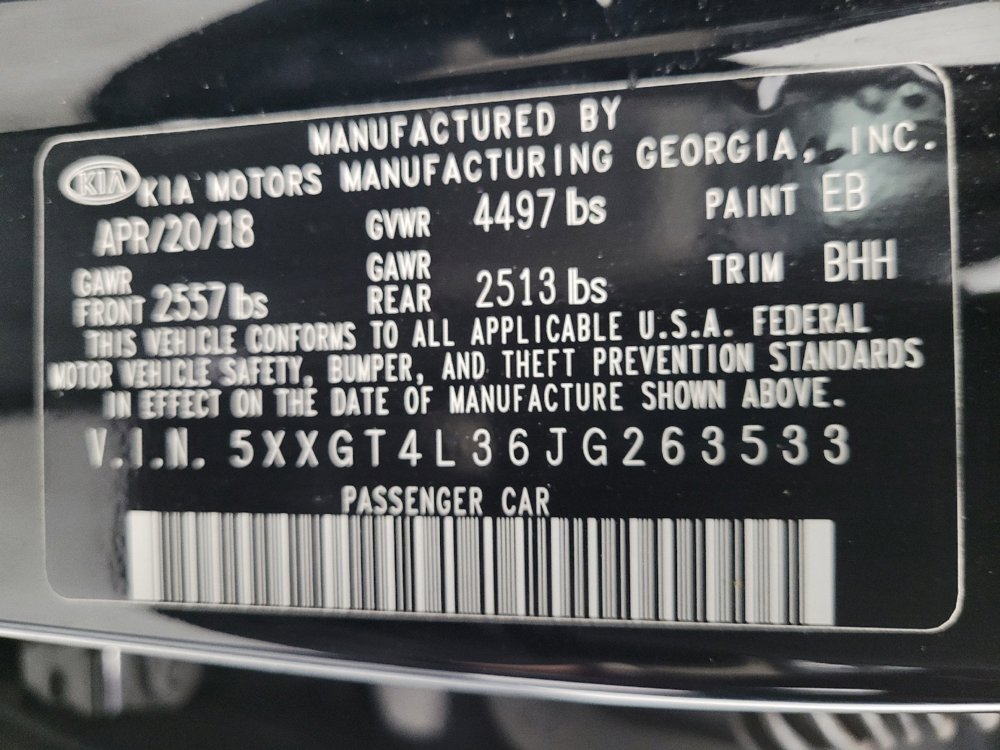 MANUFACTURED BY
KIA KIA MOTORS MANUFACTURING GEORGIA, INC.
APR/20/18 GVWR 4497 lbs PAINT EB
GAWR FRONT 2557 lbs GAWR REAR 2513 lbs TRIM BHH
THIS VEHICLE CONFORMS TO ALL APPLICABLE U.S.A. FEDERAL
MOTOR VEHICLE SAFETY, BUMPER, AND THEFT PREVENTION STANDARDS
IN EFFECT ON THE DATE OF MANUFACTURE SHOWN ABOVE.
V.I.N. 5XXGT4L36JG263533
PASSENGER CAR